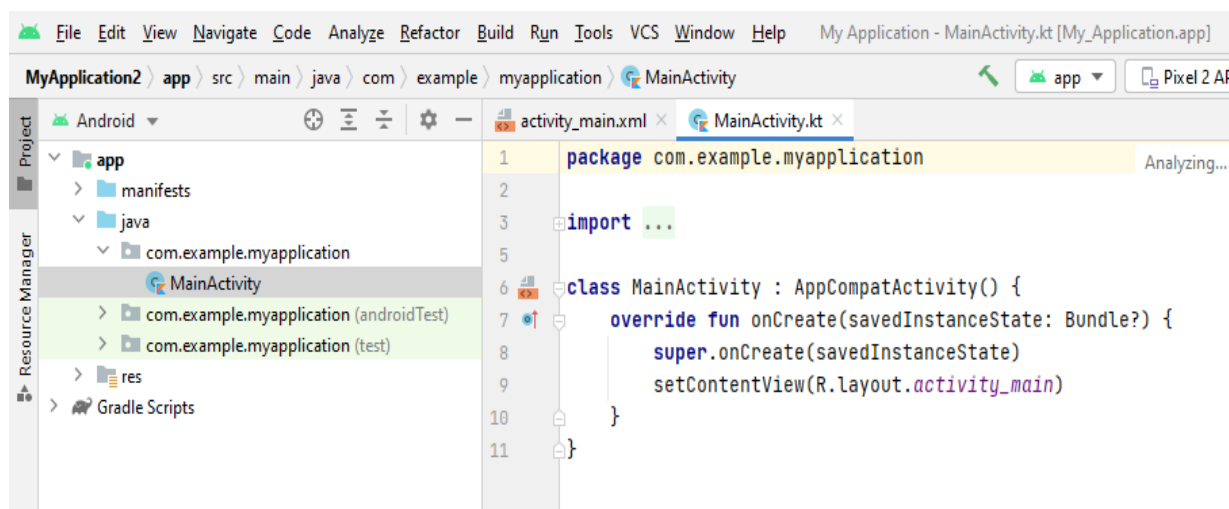 File Edit View Navigate Code Analyze Refactor Build Run Tools VCS Window Help My Application - MainActivity.kt [My_Application.app]
MyApplication2 app src main java com example myapplication MainActivity app Pixel 2 AP
Project
Resource Manager
Android
app
manifests
java
com.example.myapplication
MainActivity
com.example.myapplication (androidTest)
com.example.myapplication (test)
res
Gradle Scripts
activity_main.xml MainActivity.kt
1 package com.example.myapplication Analyzing...
2
3 import ...
5
6 class MainActivity : AppCompatActivity() {
7 override fun onCreate(savedInstanceState: Bundle?) {
8 super.onCreate(savedInstanceState)
9 setContentView(R.layout.activity_main)
10 }
11 }